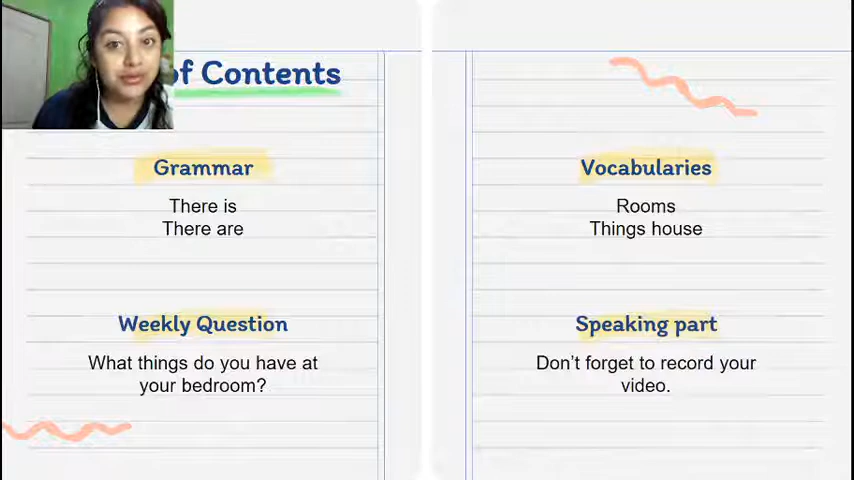 of Contents
Grammar
There is
There are
Vocabularies
Rooms
Things house
Weekly Question
What things do you have at
your bedroom?
Speaking part
Don't forget to record your
video.